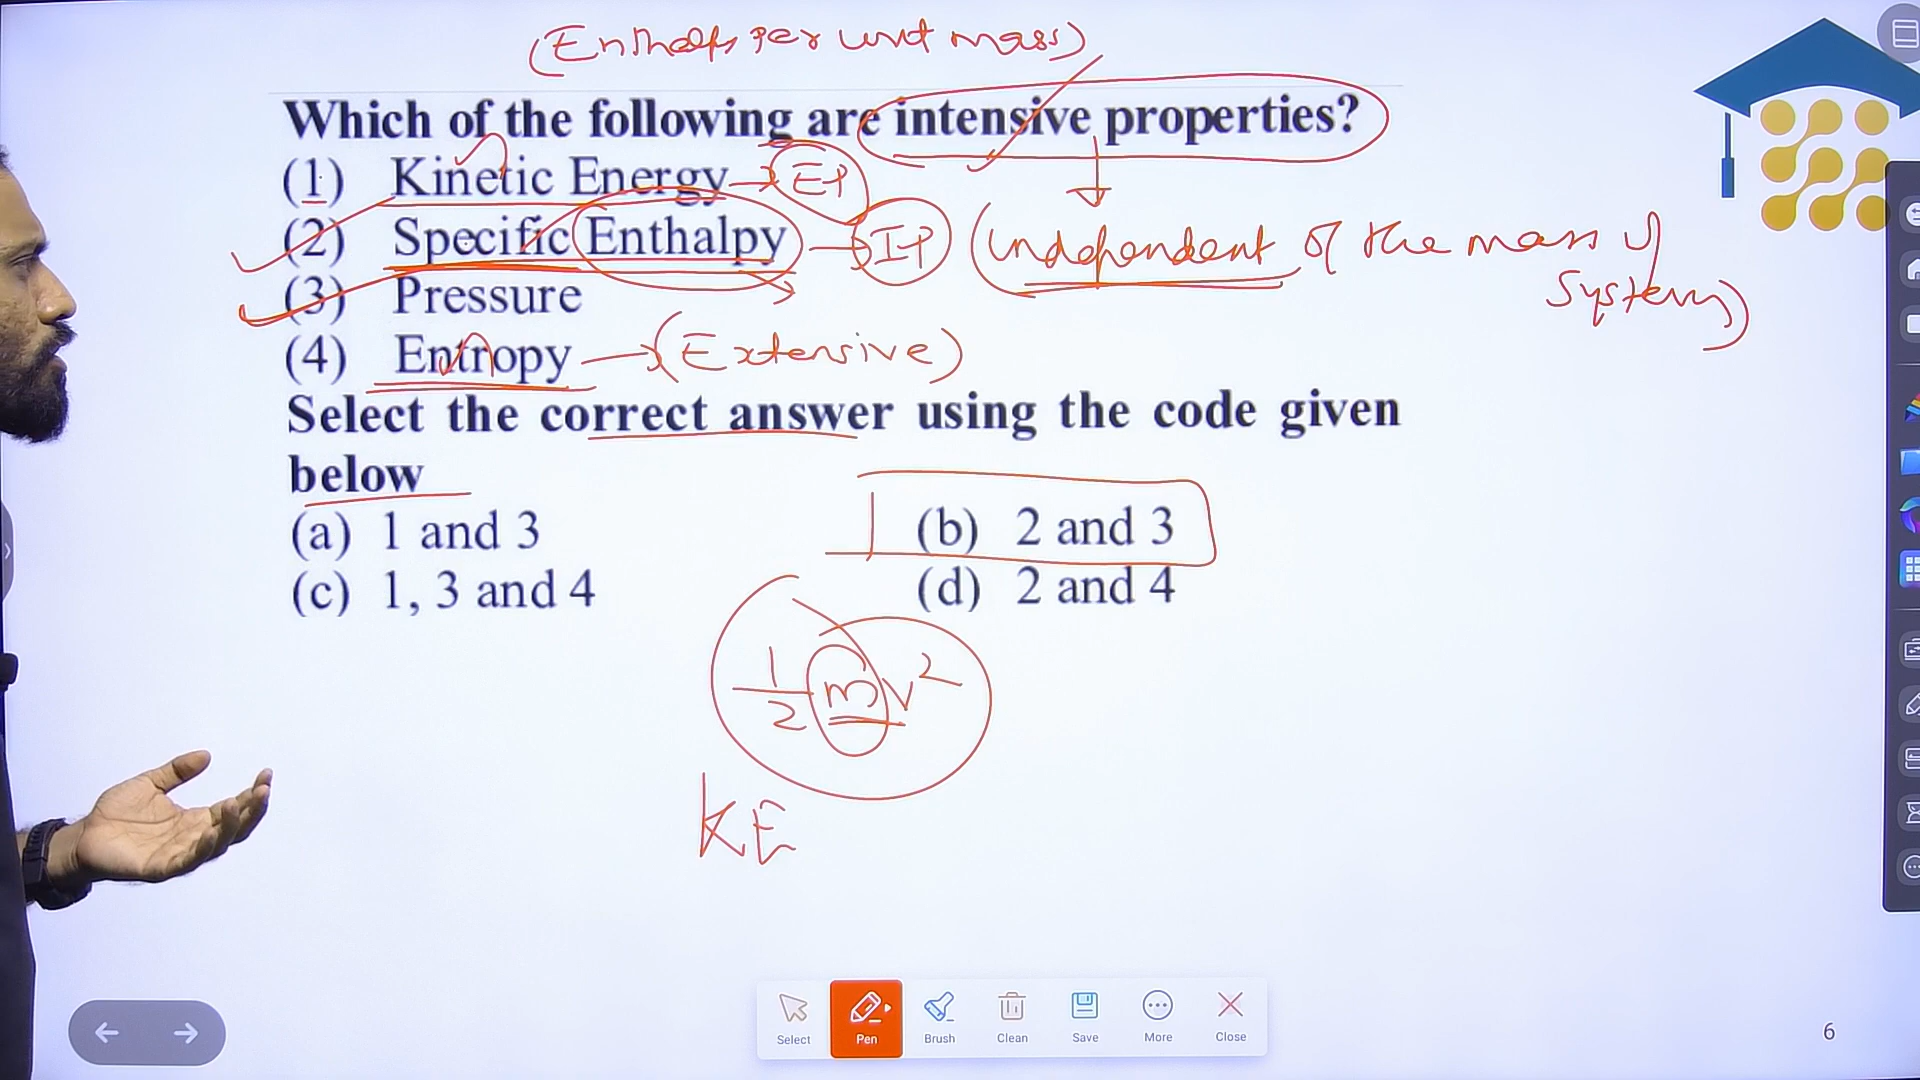 (Enthalpy per unit mass)
Which of the following are intensive properties?
(1) Kinetic Energy → EP
(2) Specific Enthalpy → IP (independent of the mass of
system)
(3) Pressure
(4) Entropy → (Extensive)
Select the correct answer using the code given
below
(a) 1 and 3 (b) 2 and 3
(c) 1, 3 and 4 (d) 2 and 4
1/2 mv²
KE
Select Pen Brush Clean Save More Close
6